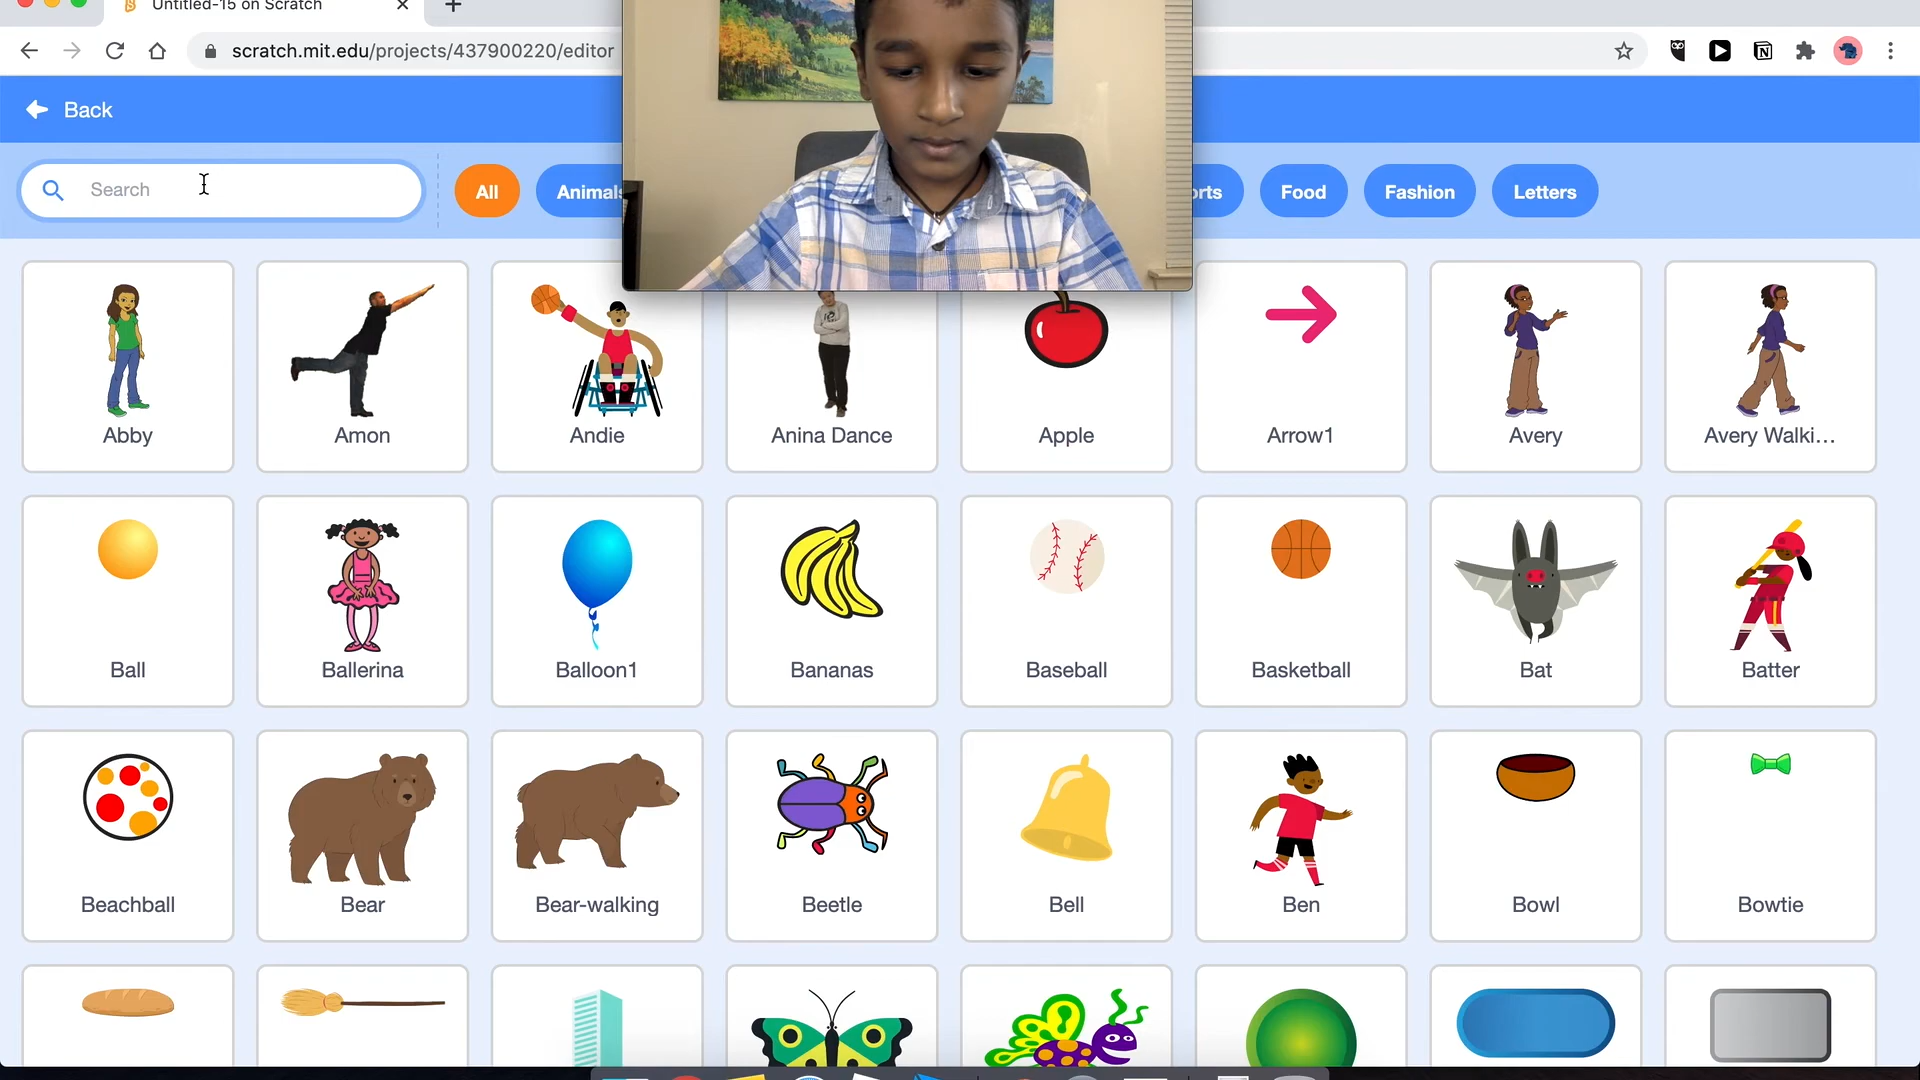 Untitled-15 on Scratch
scratch.mit.edu/projects/437900220/editor
Back
Search
All
Animals
Food
Fashion
Letters
Abby
Amon
Andie
Anina Dance
Apple
Arrow1
Avery
Avery Walki...
Ball
Ballerina
Balloon1
Bananas
Baseball
Basketball
Bat
Batter
Beachball
Bear
Bear-walking
Beetle
Bell
Ben
Bowl
Bowtie